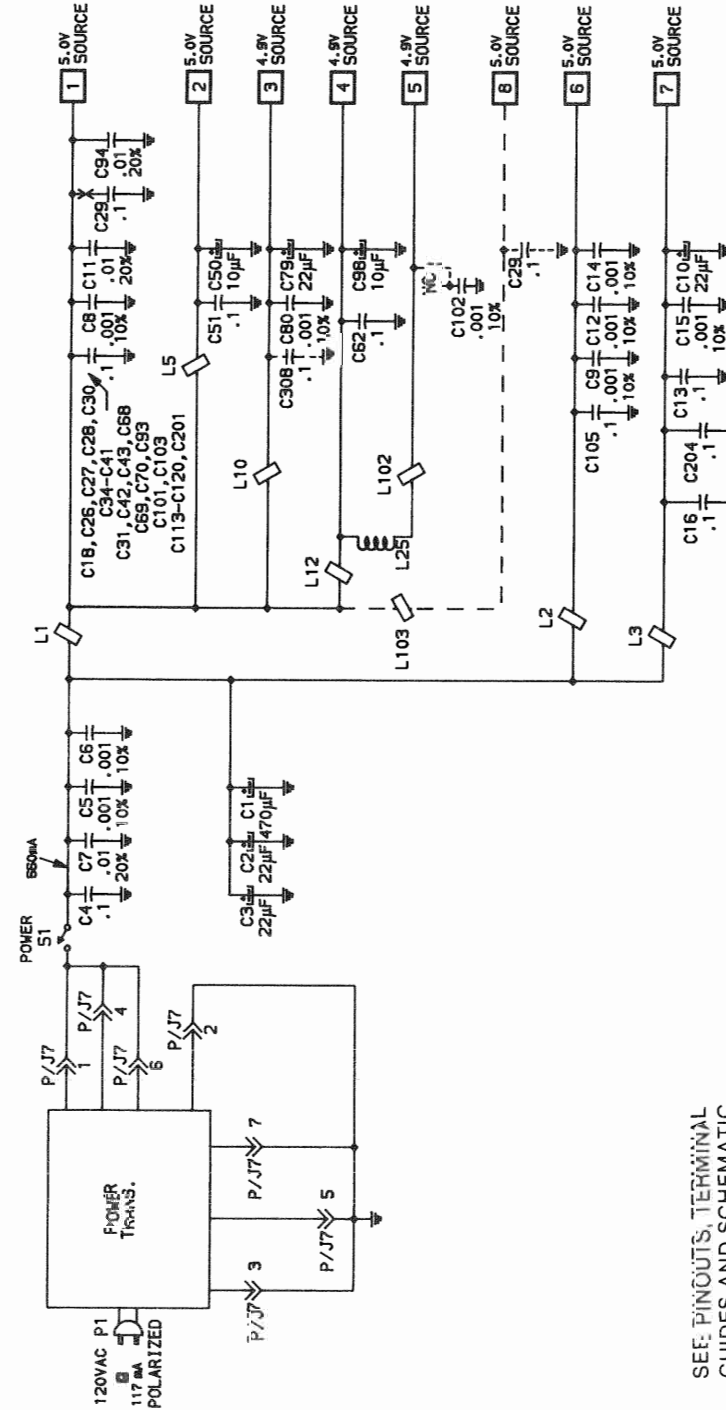 120VAC P1
@
117 mA
POLARIZED
POWER
TRANS.
P/J7
1
P/J7
4
P/J7
6
P/J7
2
P/J7 7
P/J7 5
P/J7 3
POWER
S1
660mA
C4
.1
C7
.01
20%
C5
.001
10%
C6
.001
10%
C3
22µF
C2
22µF
C1
470µF
L1
C18,C26,C27,C28,C30
C34-C41
C31,C42,C43,C68
C69,C70,C93
C101,C103
C113-C120,C201
.1
C8
.001
10%
C11
.01
20%
C29
.1
C94
.01
20%
1
5.0V
SOURCE
L5
C51
.1
C50
10µF
2
5.0V
SOURCE
L10
C308
.1
C80
.001
10%
C79
22µF
3
4.9V
SOURCE
L12
C62
.1
C98
10µF
4
4.9V
SOURCE
L25
L102
C102
.001
10%
5
4.9V
SOURCE
L103
C29
.1
8
5.0V
SOURCE
L2
C105
.1
C9
.001
10%
C12
.001
10%
C14
.001
10%
6
5.0V
SOURCE
L3
C16
.1
C204
.1
C13
.1
C15
.001
10%
C10
22µF
7
5.0V
SOURCE
SEE PINOUTS, TERMINAL
GUIDES AND SCHEMATIC